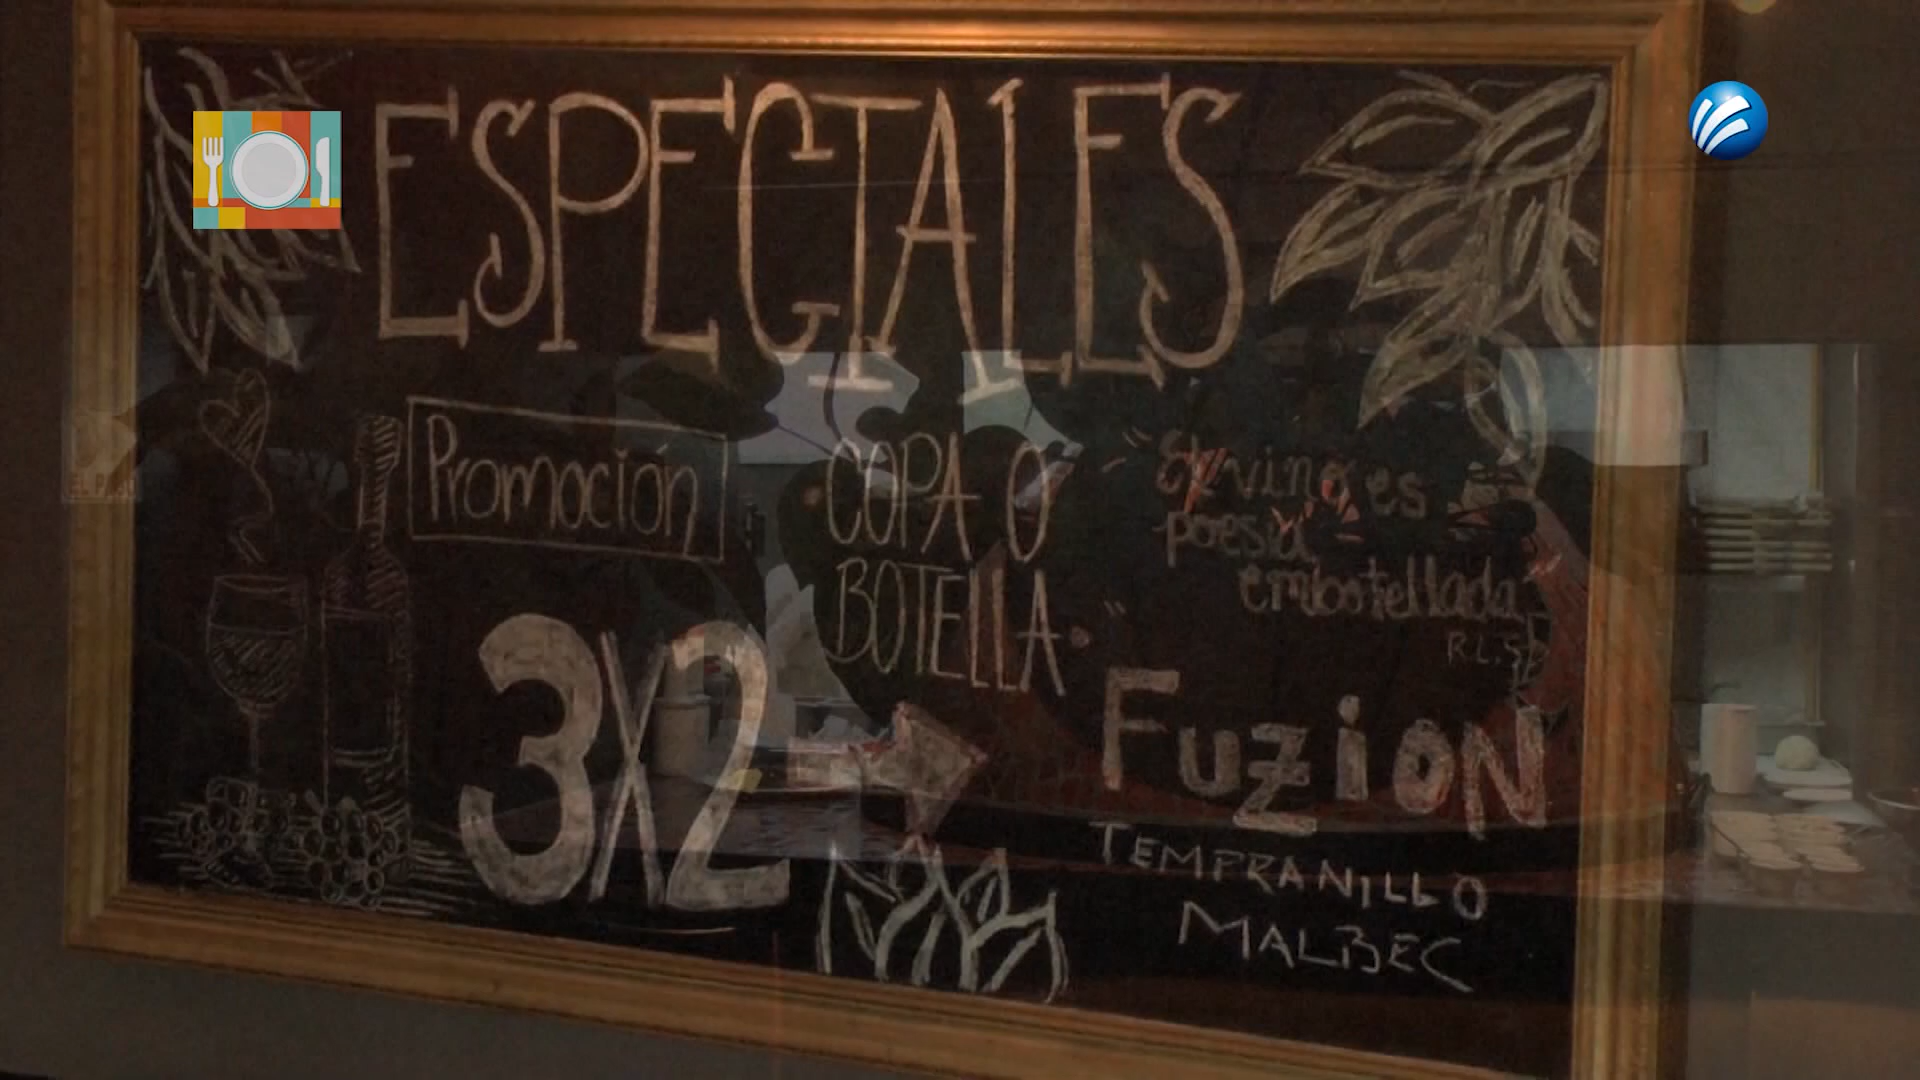 ESPECIALES
Promoción
COPA O
BOTELLA
3X2
"El vino es
poesía
embotellada"
R.L.S
FUZION
TEMPRANILLO
MALBEC